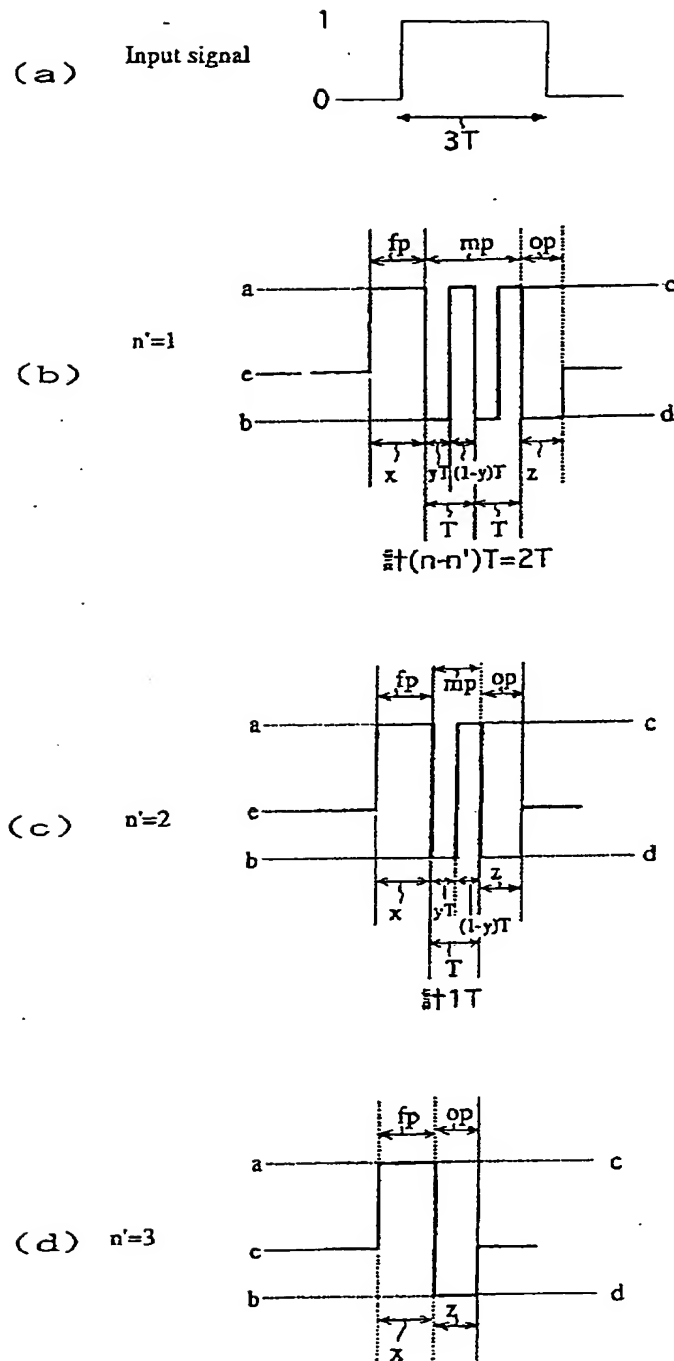 1
(a) Input signal
0
3T
fp mp op
a c
n'=1
(b) e
b d
x yT (1-y)T z
T T
計(n-n')T=2T
fp mp op
a c
e
(c) n'=2
b d
x yT z
(1-y)T
T
計1T
fp op
a c
(d) n'=3
c
b d
x z